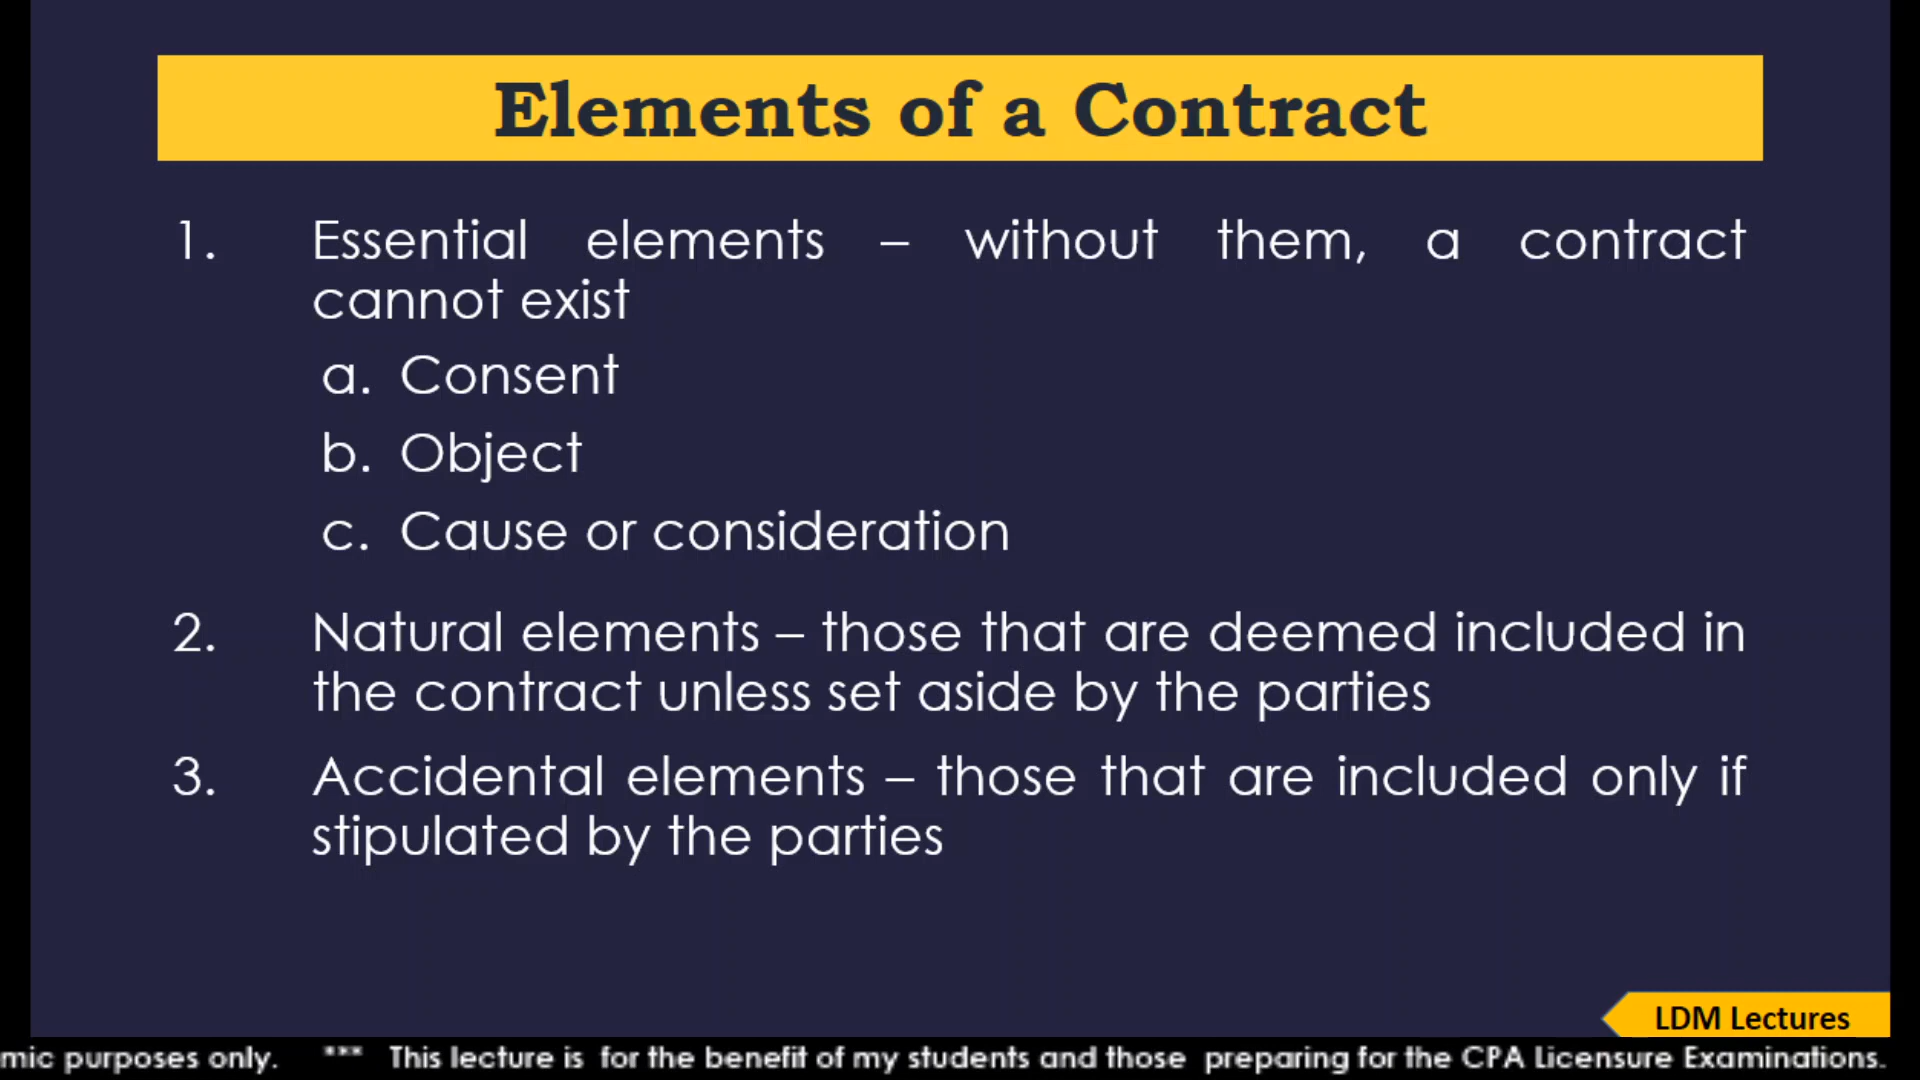 Elements of a Contract
1. Essential elements – without them, a contract
cannot exist
a. Consent
b. Object
c. Cause or consideration
2. Natural elements – those that are deemed included in
the contract unless set aside by the parties
3. Accidental elements – those that are included only if
stipulated by the parties
LDM Lectures
mic purposes only. *** This lecture is for the benefit of my students and those preparing for the CPA Licensure Examinations.